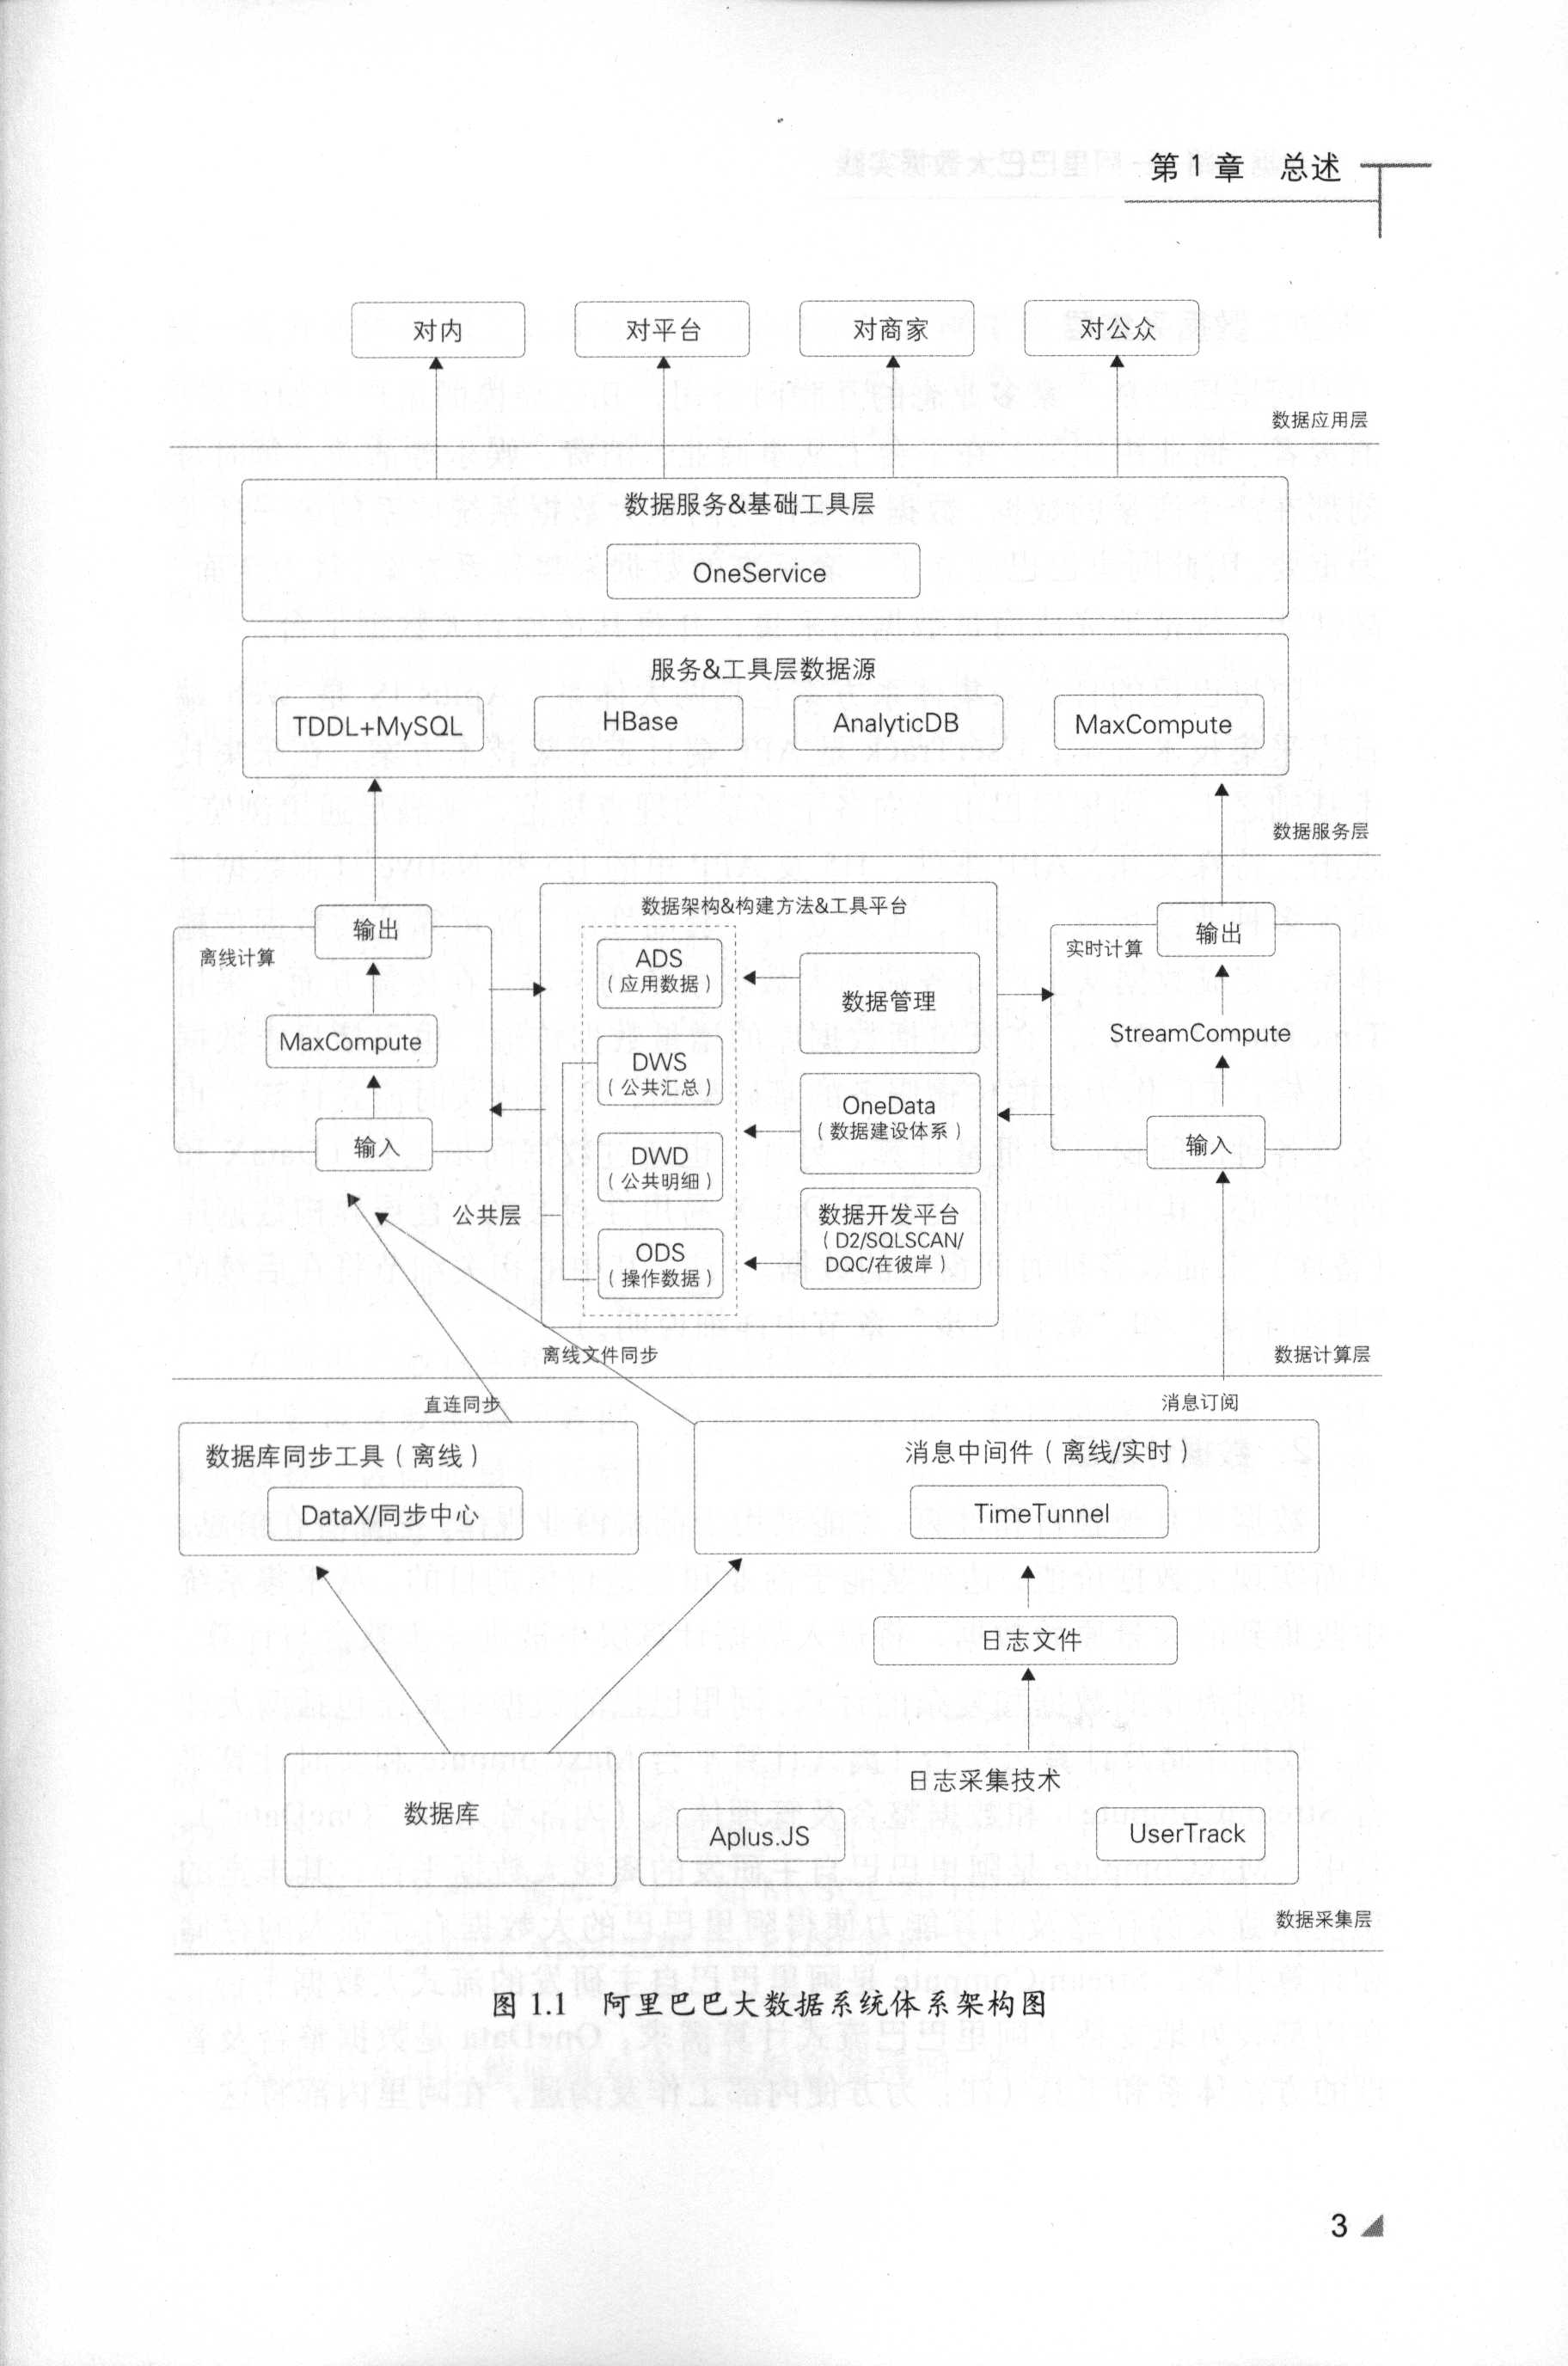 第 1 章 总述
对内
对平台
对商家
对公众
数据应用层
数据服务&基础工具层
OneService
服务&工具层数据源
TDDL+MySQL
HBase
AnalyticDB
MaxCompute
数据服务层
离线计算
输出
MaxCompute
输入
数据架构&构建方法&工具平台
ADS
（应用数据）
DWS
（公共汇总）
DWD
（公共明细）
ODS
（操作数据）
公共层
数据管理
OneData
（数据建设体系）
数据开发平台
（D2/SQLSCAN/
DQC/在彼岸）
实时计算
输出
StreamCompute
输入
离线文件同步
数据计算层
直连同步
消息订阅
数据库同步工具（离线）
DataX/同步中心
消息中间件（离线/实时）
TimeTunnel
日志文件
数据库
日志采集技术
Aplus.JS
UserTrack
数据采集层
图 1.1 阿里巴巴大数据系统体系架构图
3